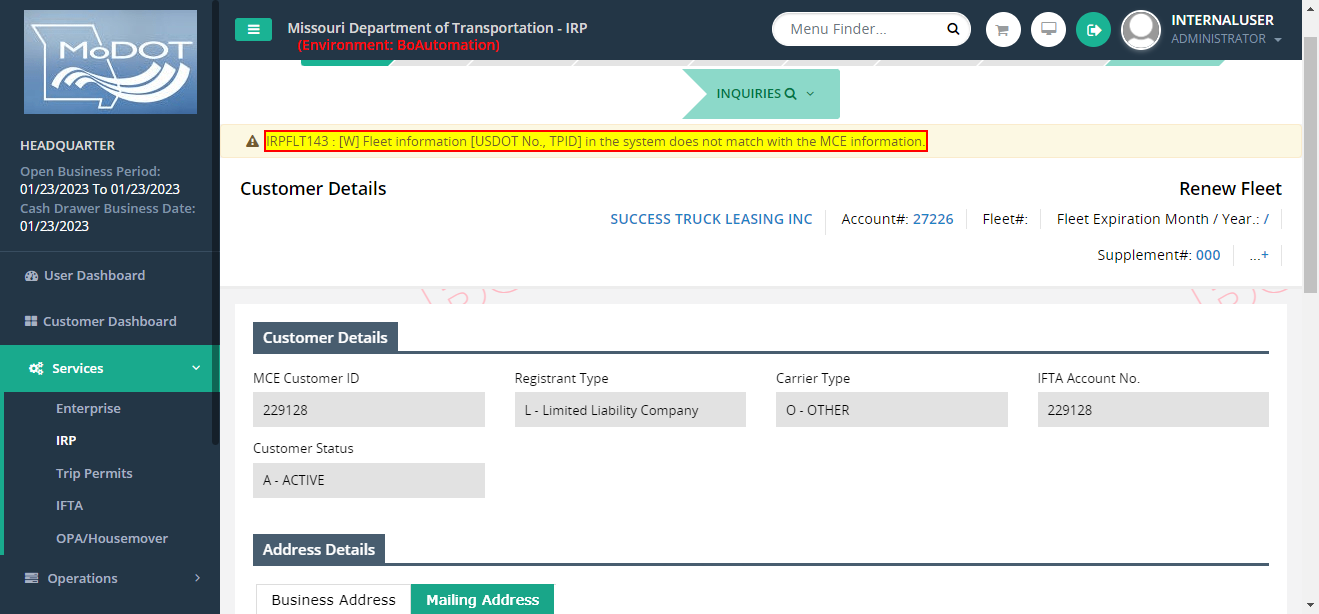 MoDOT
HEADQUARTER
Open Business Period:
01/23/2023 To 01/23/2023
Cash Drawer Business Date:
01/23/2023
User Dashboard
Customer Dashboard
Services
Enterprise
IRP
Trip Permits
IFTA
OPA/Housemover
Operations
Missouri Department of Transportation - IRP
(Environment: BoAutomation)
Menu Finder...
INTERNALUSER
ADMINISTRATOR
INQUIRIES
IRPFLT143 : [W] Fleet information [USDOT No., TPID] in the system does not match with the MCE information.
Customer Details
Renew Fleet
SUCCESS TRUCK LEASING INC
Account#: 27226
Fleet#:
Fleet Expiration Month / Year.: /
Supplement#: 000
...+
Customer Details
MCE Customer ID
Registrant Type
Carrier Type
IFTA Account No.
229128
L - Limited Liability Company
O - OTHER
229128
Customer Status
A - ACTIVE
Address Details
Business Address
Mailing Address